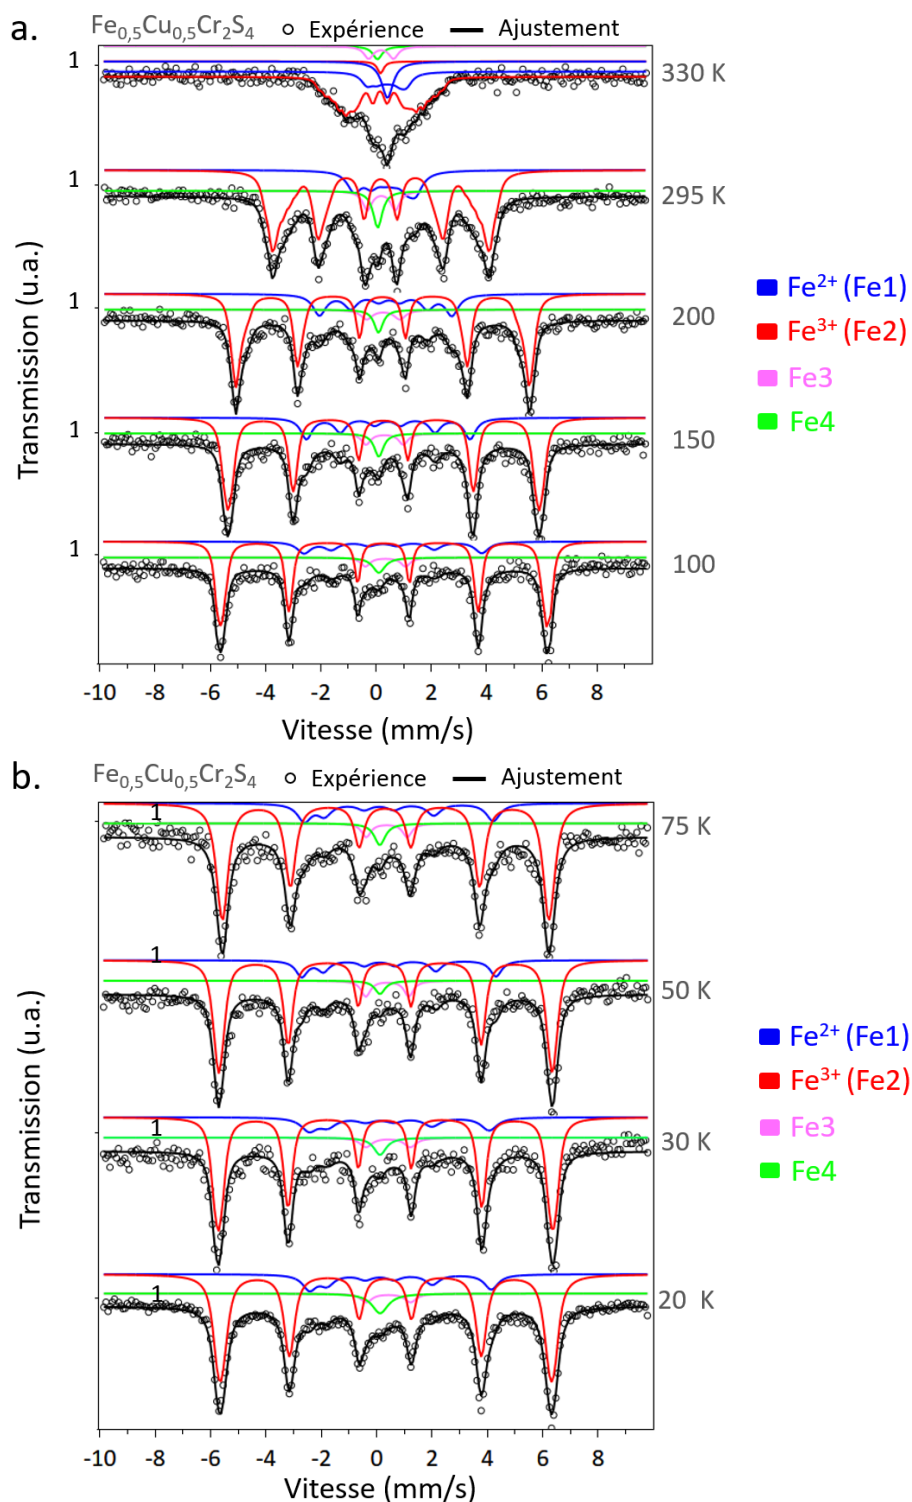 a.
Fe0,5Cu0,5Cr2S4 Expérience Ajustement
1 330 K
1 295 K
Fe2+ (Fe1)
1 200
Fe3+ (Fe2)
Fe3
Fe4
1 150
1 100
Transmission (u.a.)
-10 -8 -6 -4 -2 0 2 4 6 8
Vitesse (mm/s)
b.
Fe0,5Cu0,5Cr2S4 Expérience Ajustement
1 75 K
1 50 K
Fe2+ (Fe1)
Fe3+ (Fe2)
Fe3
1 30 K
Fe4
1 20 K
Transmission (u.a.)
-10 -8 -6 -4 -2 0 2 4 6 8
Vitesse (mm/s)